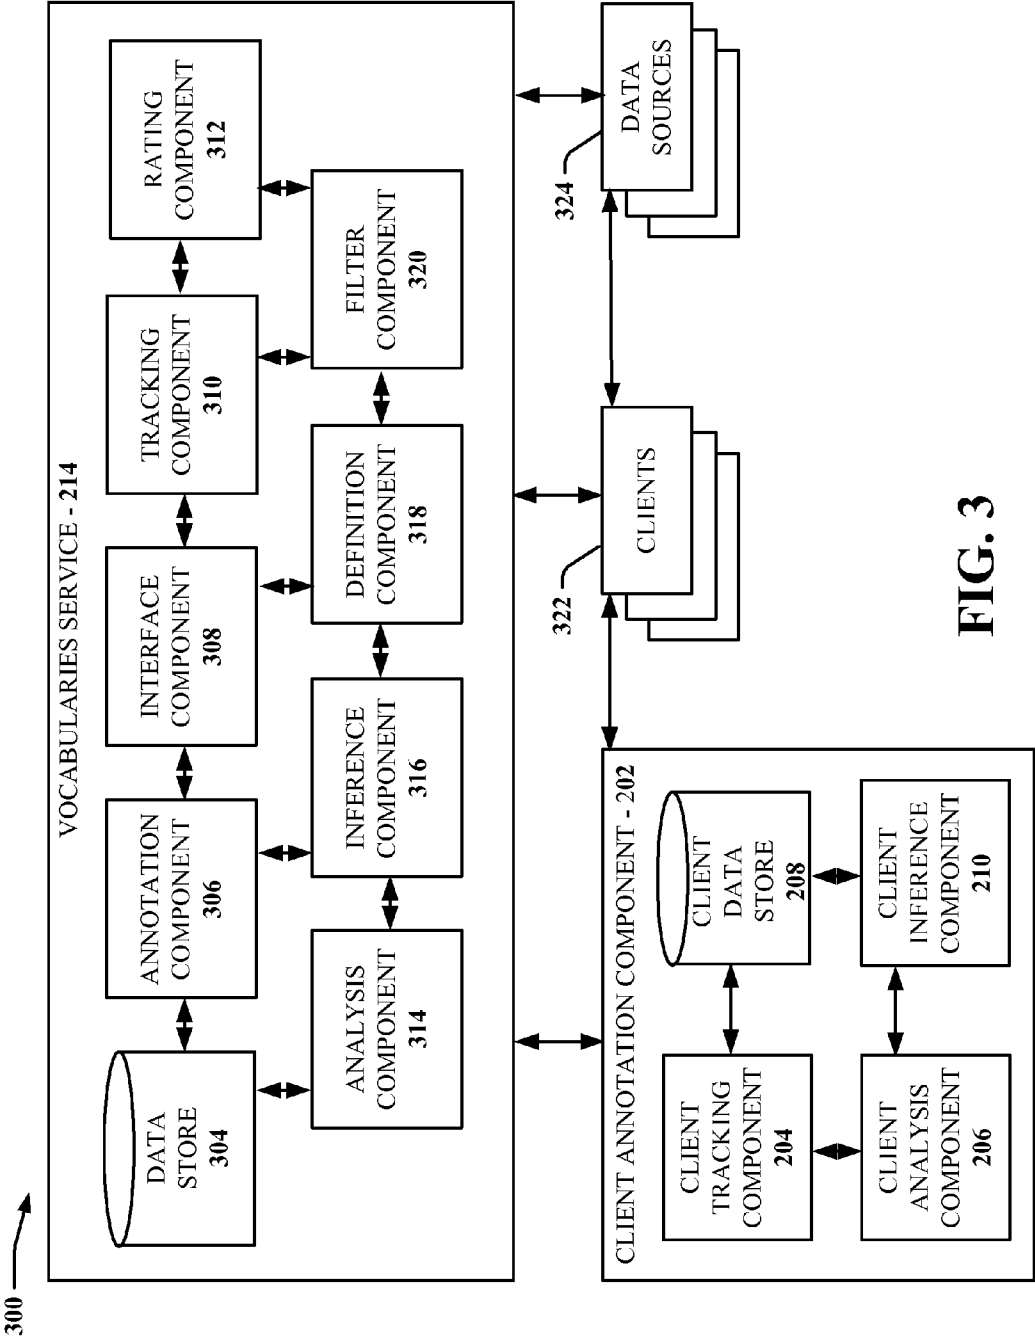 300
VOCABULARIES SERVICE - 214
DATA
STORE
304
ANNOTATION
COMPONENT
306
INTERFACE
COMPONENT
308
TRACKING
COMPONENT
310
RATING
COMPONENT
312
ANALYSIS
COMPONENT
314
INFERENCE
COMPONENT
316
DEFINITION
COMPONENT
318
FILTER
COMPONENT
320
CLIENT ANNOTATION COMPONENT - 202
CLIENT
TRACKING
COMPONENT
204
CLIENT
DATA
STORE
208
CLIENT
ANALYSIS
COMPONENT
206
CLIENT
INFERENCE
COMPONENT
210
322
CLIENTS
324
DATA
SOURCES
FIG. 3